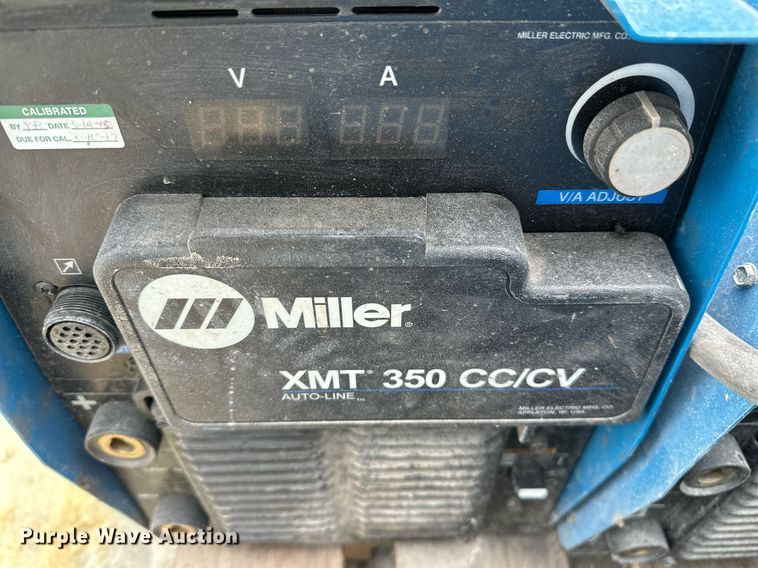 MILLER ELECTRIC MFG. CO.,
V A
CALIBRATED
BY DATE
DUE FOR CAL.
V/A ADJUST
Miller®
XMT® 350 CC/CV
AUTO-LINE™
MILLER ELECTRIC MFG. CO.
APPLETON, WI USA
+
Purple Wave Auction